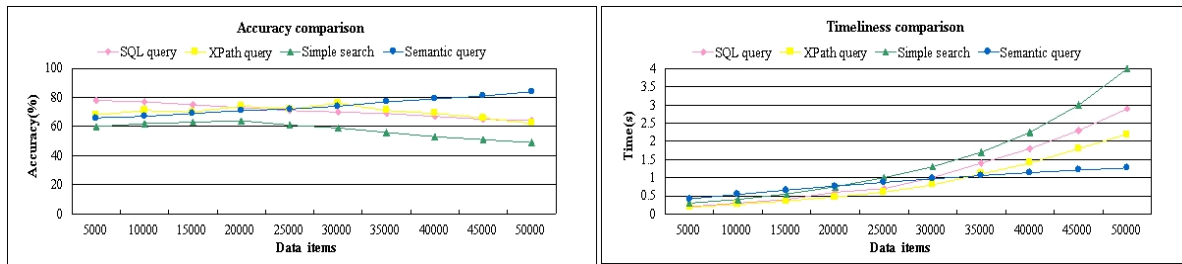 Accuracy comparison
SQL query XPath query Simple search Semantic query
100
80
60
40
20
0
Accuracy(%)
5000 10000 15000 20000 25000 30000 35000 40000 45000 50000
Data items
Timeliness comparison
SQL query XPath query Simple search Semantic query
4
3.5
3
2.5
2
1.5
1
0.5
0
Time(s)
5000 10000 15000 20000 25000 30000 35000 40000 45000 50000
Data items